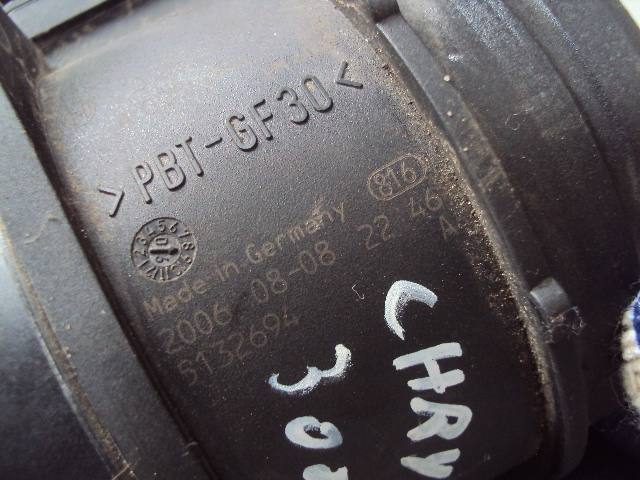 >PBT-GF30<
816
Made in Germany
2006-08-08 22 46
A
5132694
CHRY
30